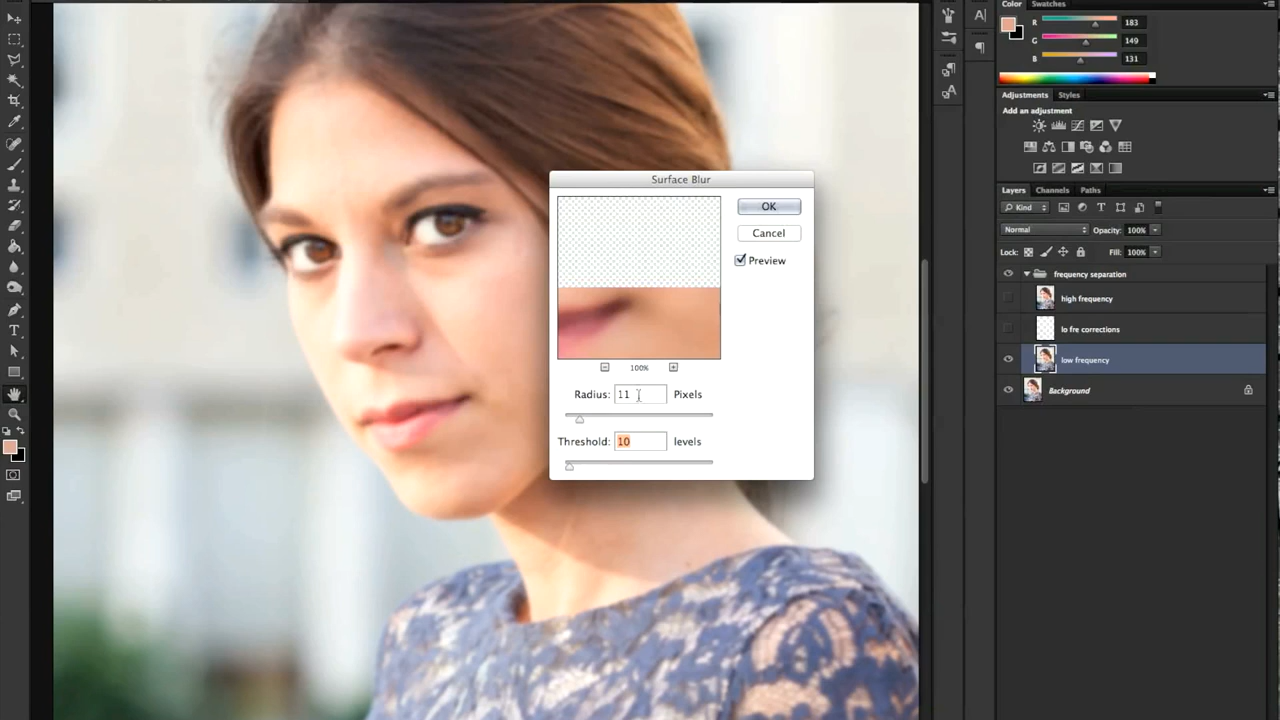 Surface Blur
OK
Cancel
Preview
100%
Radius: 11 Pixels
Threshold: 10 levels
Color Swatches
R 183
G 149
B 131
Adjustments Styles
Add an adjustment
Layers Channels Paths
Kind
Normal Opacity: 100%
Lock: Fill: 100%
frequency separation
high frequency
lo fre corrections
low frequency
Background